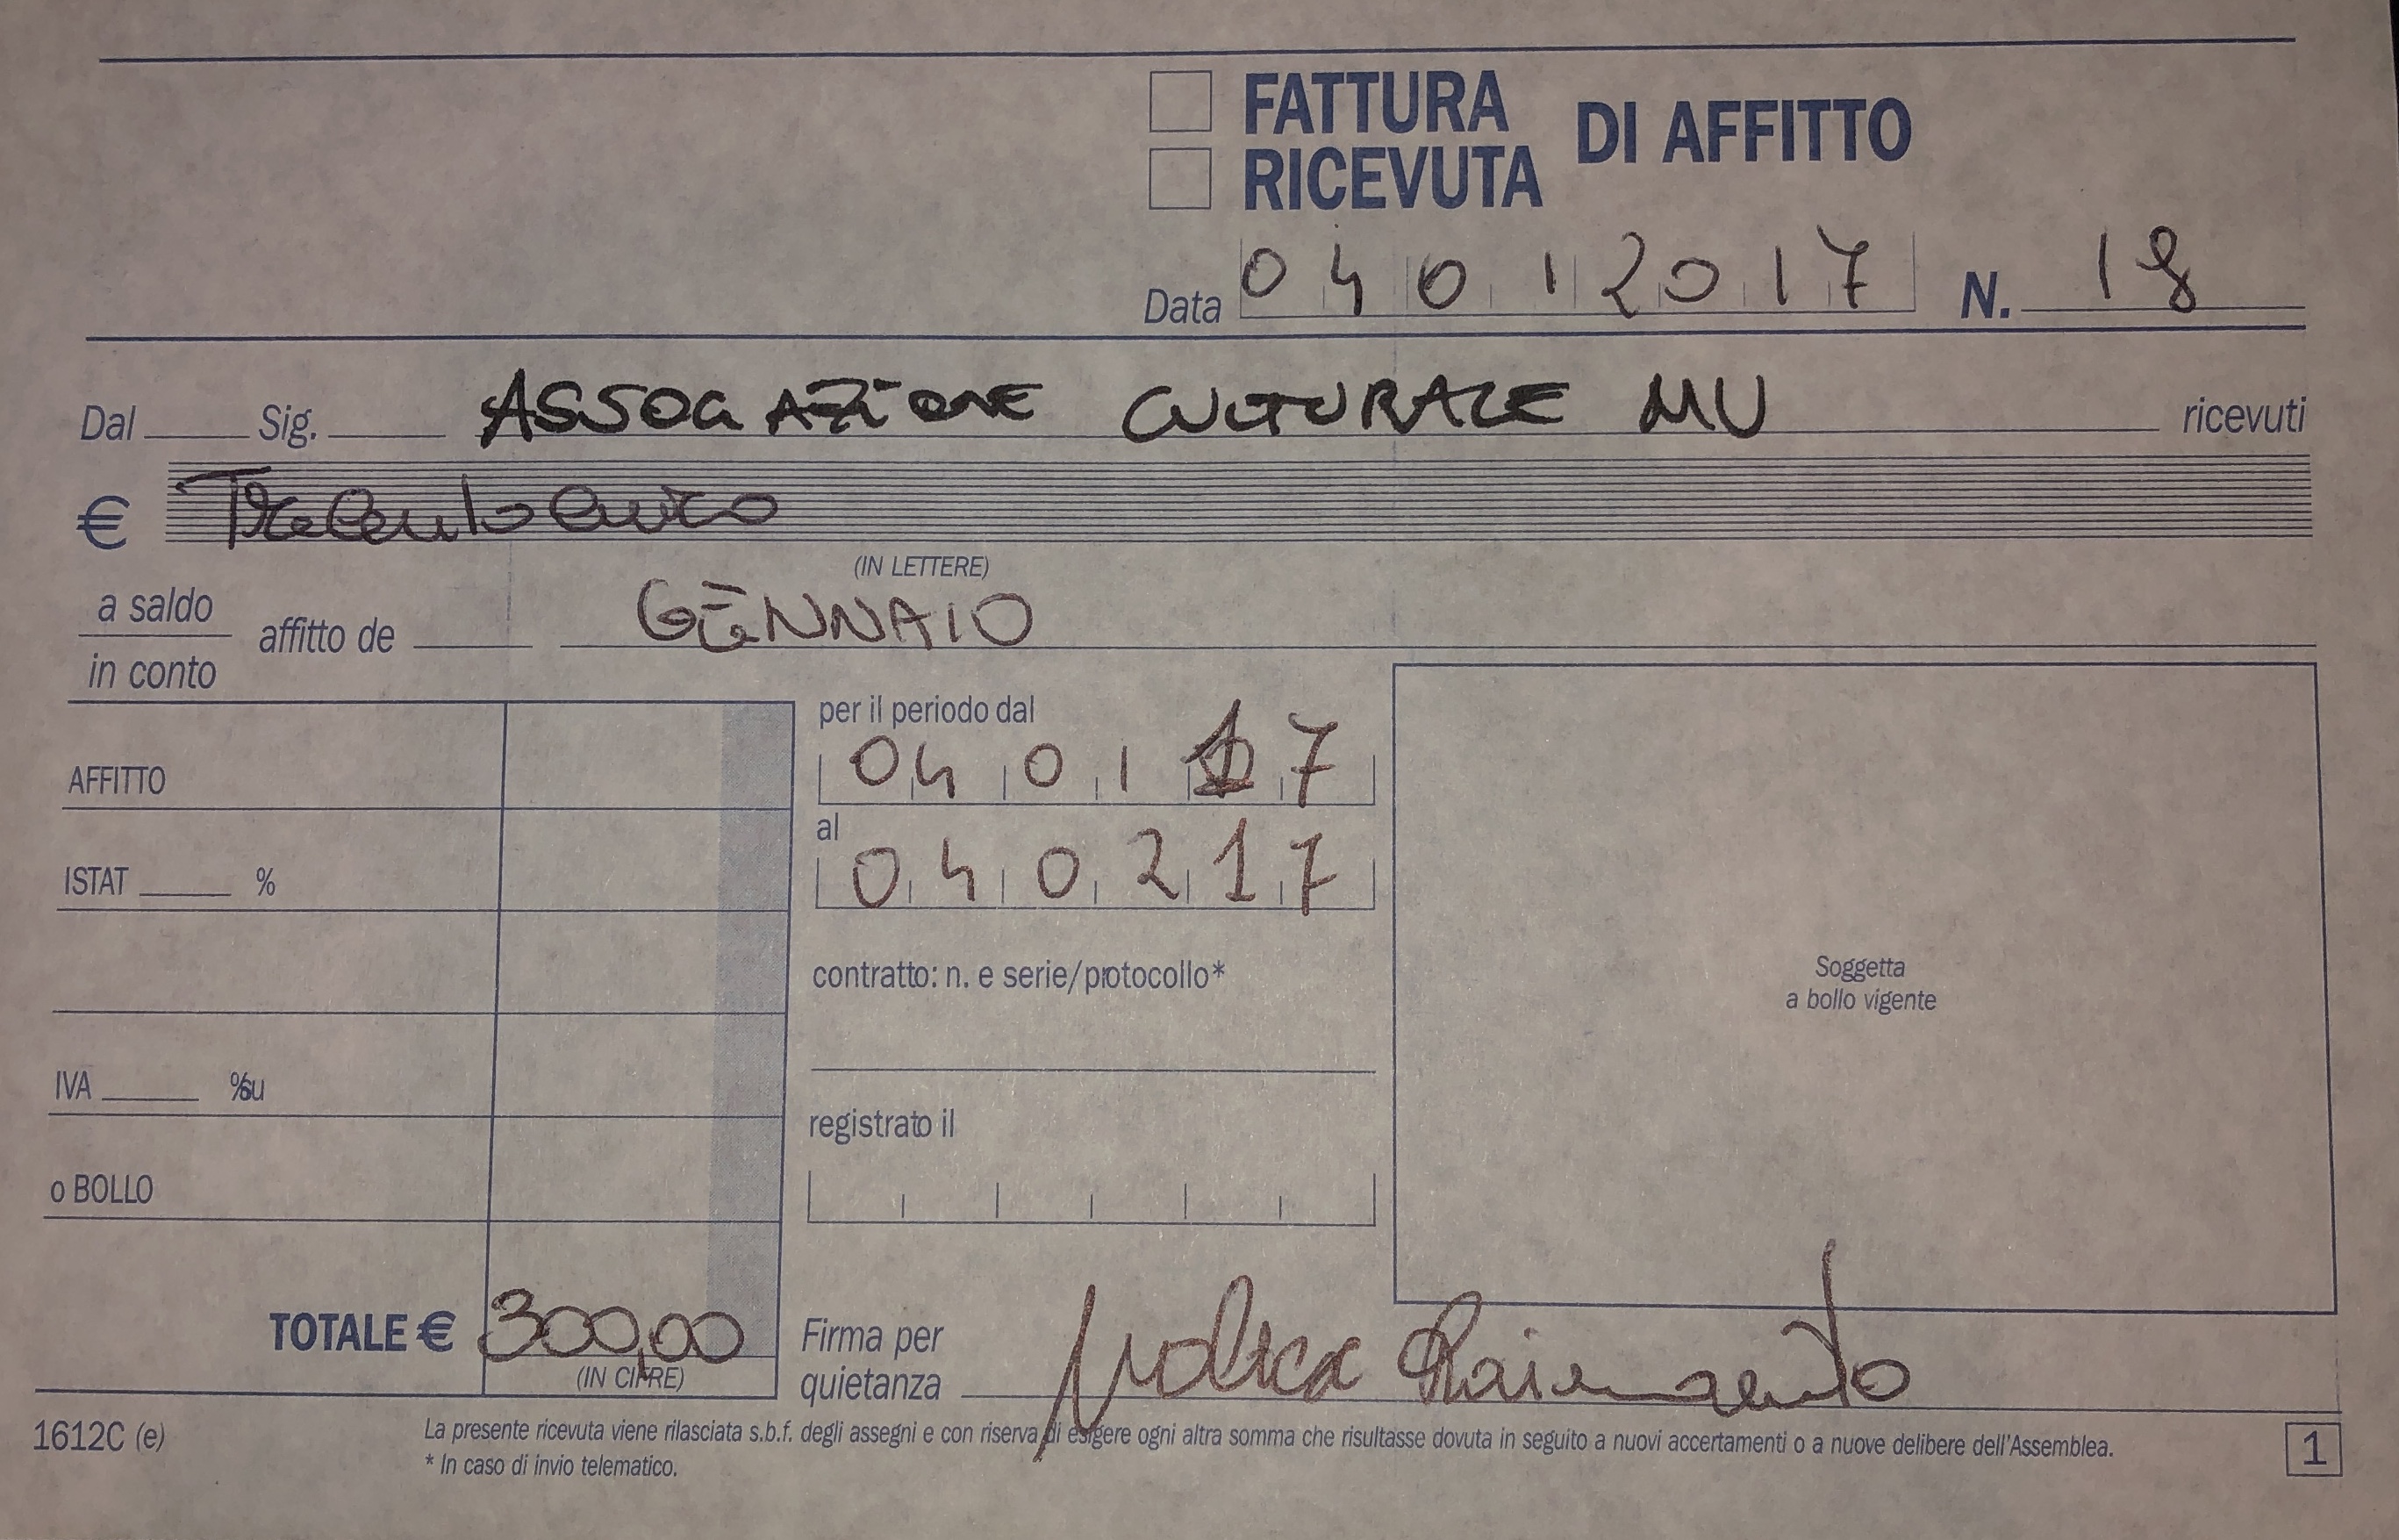 FATTURA
RICEVUTA
DI AFFITTO
Data 04012017 N. 18
Dal Sig. ASSOCIAZIONE CULTURALE MU ricevuti
€ Trecento euro
(IN LETTERE)
a saldo
in conto
affitto de GENNAIO
per il periodo dal
040117
AFFITTO
al
040217
ISTAT %
contratto: n. e serie/protocollo*
Soggetta
a bollo vigente
IVA %su
registrato il
o BOLLO
TOTALE € 300,00
(IN CIFRE)
Firma per
quietanza
1612C (e)
La presente ricevuta viene rilasciata s.b.f. degli assegni e con riserva di esigere ogni altra somma che risultasse dovuta in seguito a nuovi accertamenti o a nuove delibere dell'Assemblea.
* In caso di invio telematico.
1